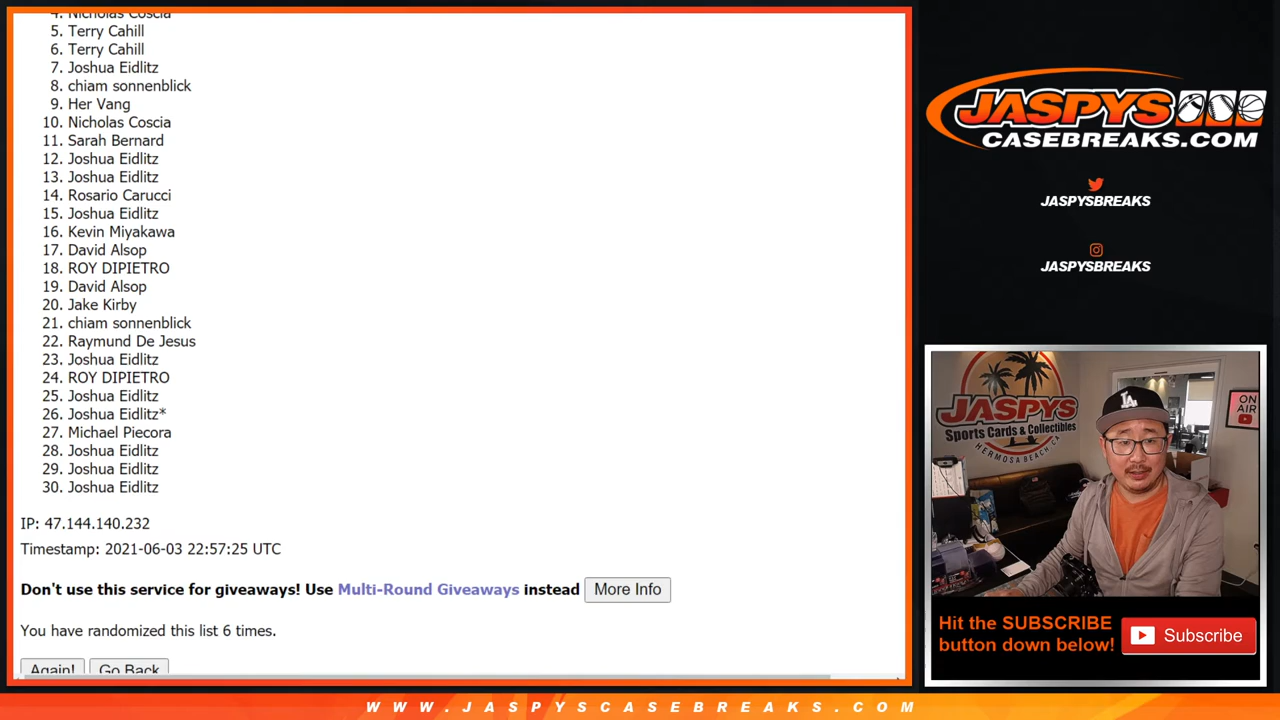 4. Nicholas Coscia
5. Terry Cahill
6. Terry Cahill
7. Joshua Eidlitz
8. chiam sonnenblick
9. Her Vang
10. Nicholas Coscia
11. Sarah Bernard
12. Joshua Eidlitz
13. Joshua Eidlitz
14. Rosario Carucci
15. Joshua Eidlitz
16. Kevin Miyakawa
17. David Alsop
18. ROY DIPIETRO
19. David Alsop
20. Jake Kirby
21. chiam sonnenblick
22. Raymund De Jesus
23. Joshua Eidlitz
24. ROY DIPIETRO
25. Joshua Eidlitz
26. Joshua Eidlitz*
27. Michael Piecora
28. Joshua Eidlitz
29. Joshua Eidlitz
30. Joshua Eidlitz
IP: 47.144.140.232
Timestamp: 2021-06-03 22:57:25 UTC
Don't use this service for giveaways! Use Multi-Round Giveaways instead More Info
You have randomized this list 6 times.
Again! Go Back
JASPYS
CASEBREAKS.COM
JASPYSBREAKS
JASPYSBREAKS
JASPYS
Sports Cards & Collectibles
HERMOSA BEACH, CA
LA
ON
AIR
Hit the SUBSCRIBE
button down below!
Subscribe
WWW.JASPYSCASEBREAKS.COM